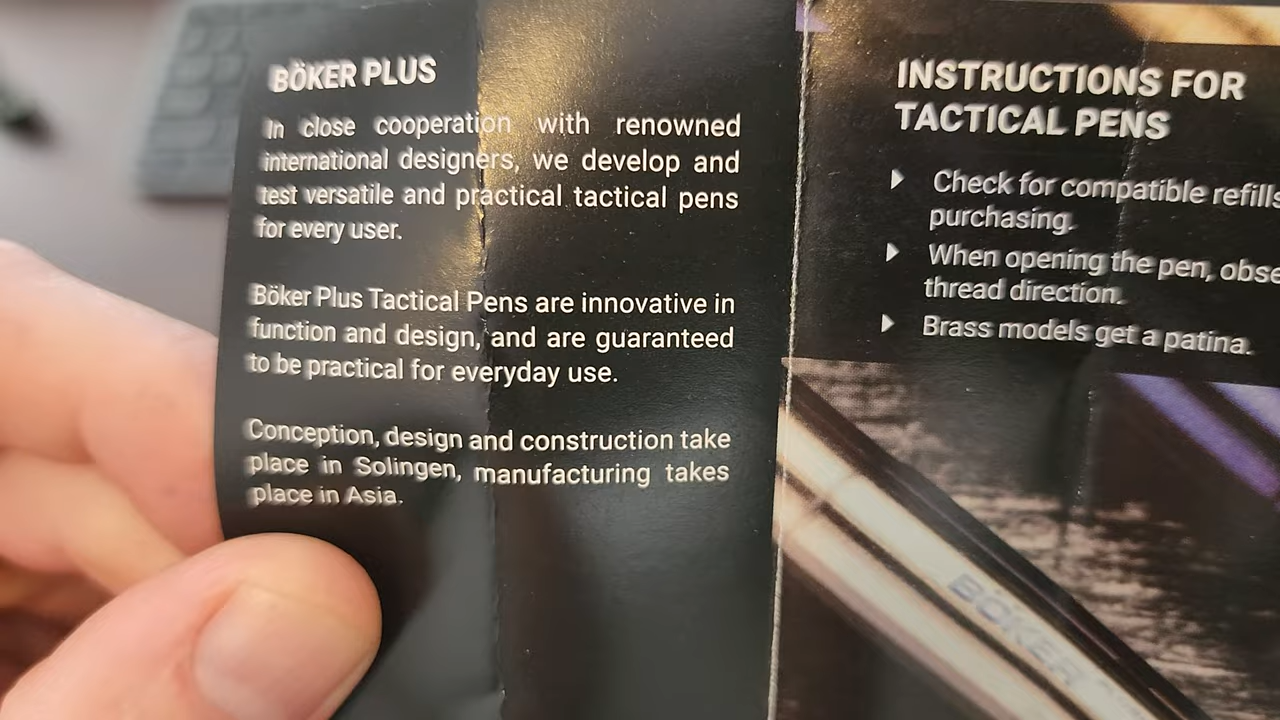 BÖKER PLUS
In close cooperation with renowned
international designers, we develop and
test versatile and practical tactical pens
for every user.
Böker Plus Tactical Pens are innovative in
function and design, and are guaranteed
to be practical for everyday use.
Conception, design and construction take
place in Solingen, manufacturing takes
place in Asia.
INSTRUCTIONS FOR
TACTICAL PENS
Check for compatible refills
purchasing.
When opening the pen, obse
thread direction.
Brass models get a patina.
BÖKER